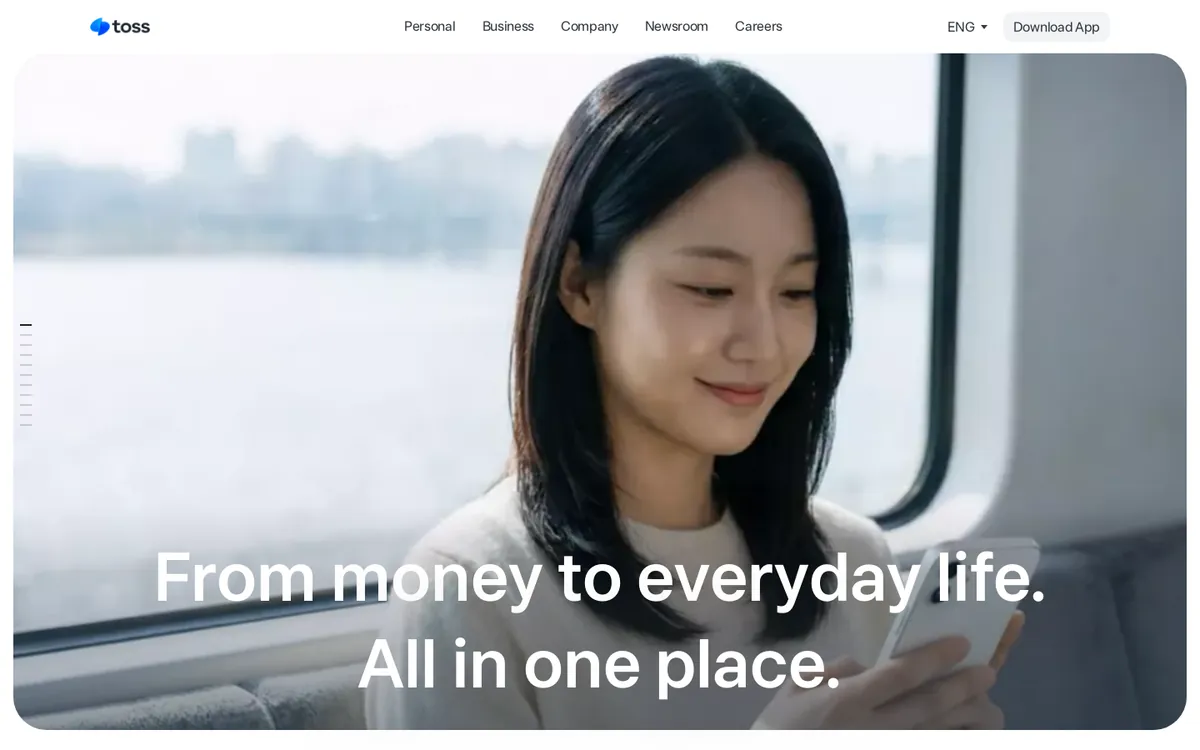 toss
Personal Business Company Newsroom Careers
ENG Download App
From money to everyday life.
All in one place.